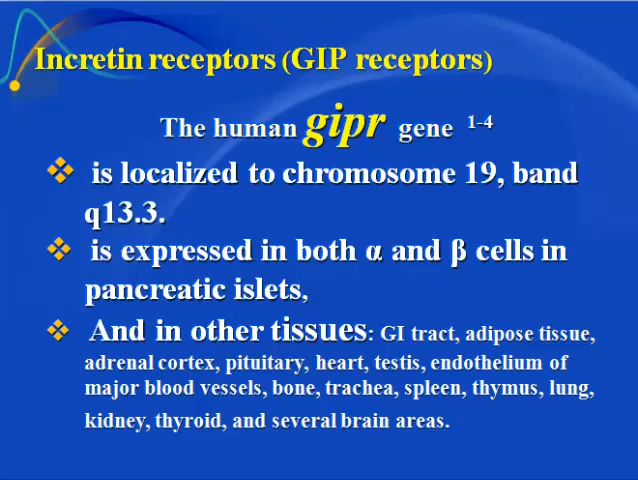 Incretin receptors (GIP receptors)
The human gipr gene 1-4
❖ is localized to chromosome 19, band
q13.3.
❖ is expressed in both α and β cells in
pancreatic islets,
❖ And in other tissues: GI tract, adipose tissue,
adrenal cortex, pituitary, heart, testis, endothelium of
major blood vessels, bone, trachea, spleen, thymus, lung,
kidney, thyroid, and several brain areas.